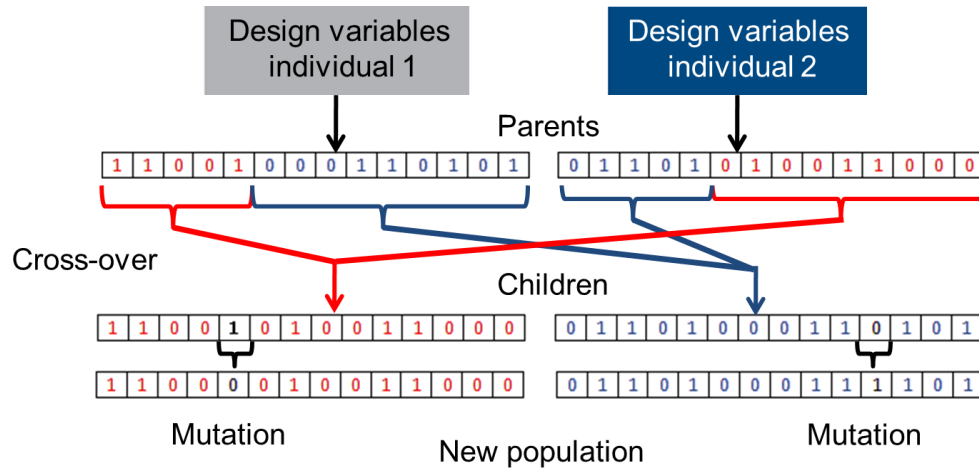 Design variables
individual 1
Design variables
individual 2
Parents
1 1 0 0 1 0 0 0 1 1 0 1 0 1
0 1 1 0 1 0 1 0 0 1 1 0 0 0
Cross-over
Children
1 1 0 0 1 0 1 0 0 1 1 0 0 0
0 1 1 0 1 0 0 0 1 1 0 1 0 1
1 1 0 0 0 0 1 0 0 1 1 0 0 0
0 1 1 0 1 0 0 0 1 1 1 1 0 1
Mutation
New population
Mutation